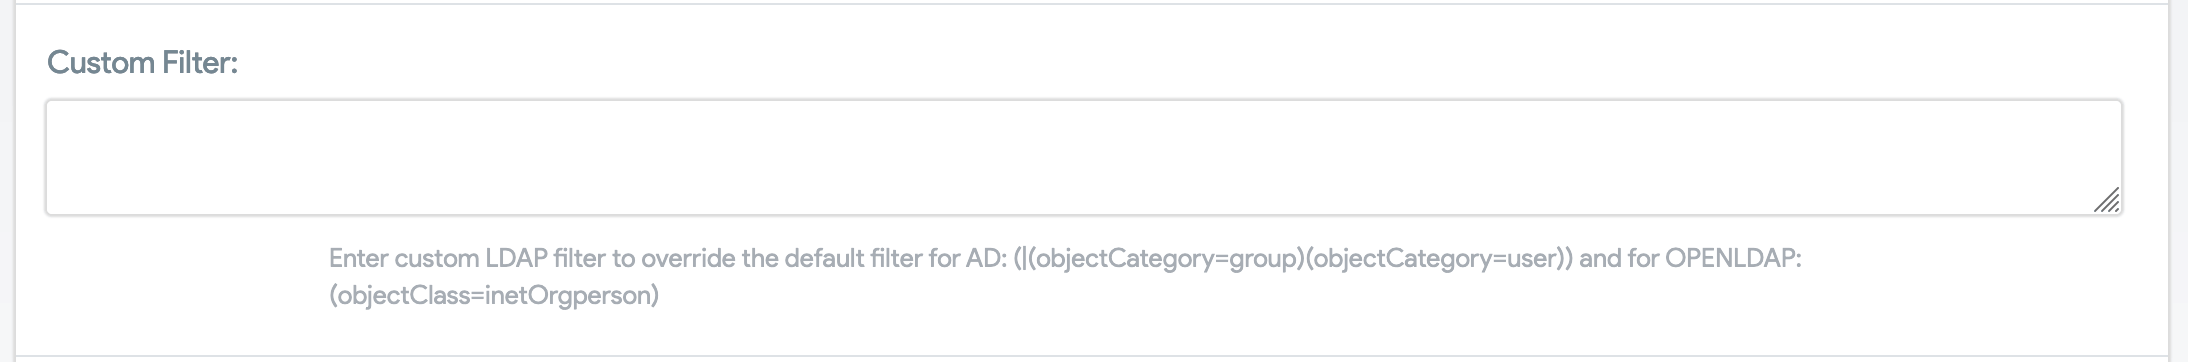 Custom Filter:
Enter custom LDAP filter to override the default filter for AD: (|(objectCategory=group)(objectCategory=user)) and for OPENLDAP:
(objectClass=inetOrgperson)